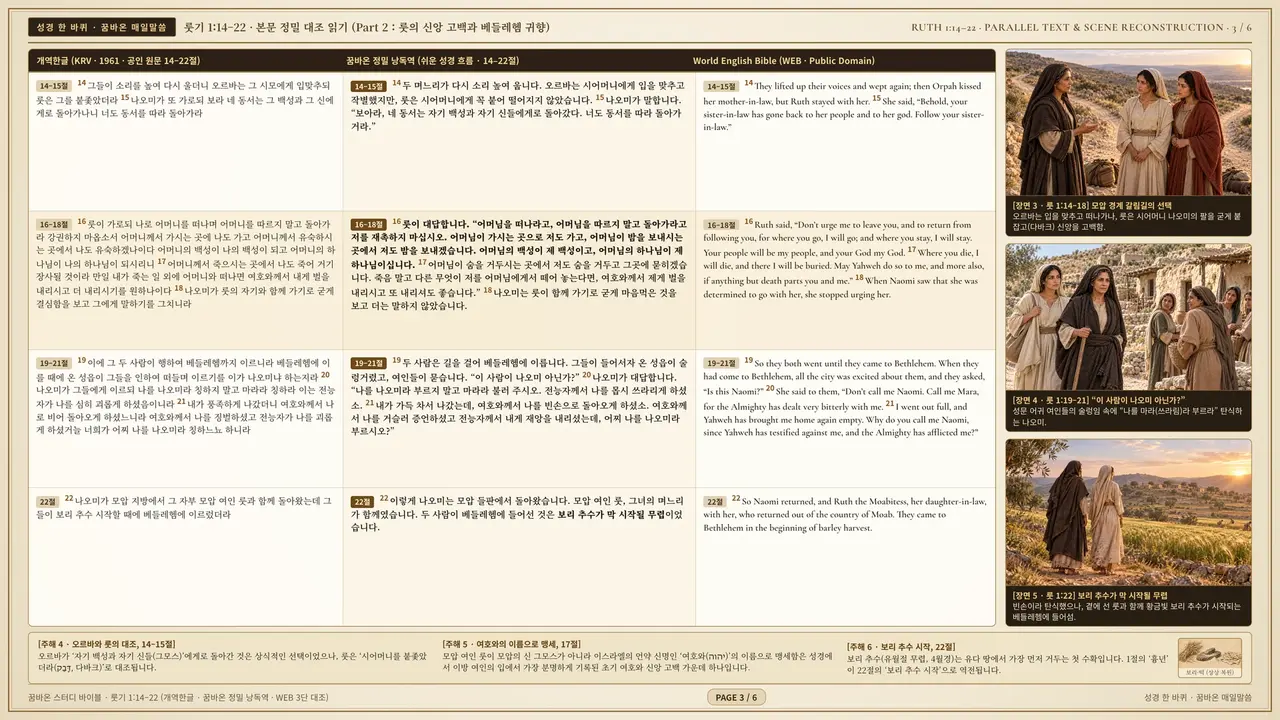 성경 한 바퀴 · 꿈바온 매일말씀
룻기 1:14–22 · 본문 정밀 대조 읽기 (Part 2 : 룻의 신앙 고백과 베들레헴 귀향)
RUTH 1:14–22 · PARALLEL TEXT & SCENE RECONSTRUCTION · 3 / 6
개역한글 (KRV · 1961 · 공인 원문 14–22절)
꿈바온 정밀 낭독역 (쉬운 성경 흐름 · 14–22절)
World English Bible (WEB · Public Domain)
14–15절 14 그들이 소리를 높여 다시 울더니 오르바는 그 시모에게 입맞추되
룻은 그를 붙좇았더라 15 나오미가 또 가로되 보라 네 동서는 그 백성과 그 신에
게로 돌아가나니 너도 동서를 따라 돌아가라
14–15절 14 두 며느리가 다시 소리 높여 웁니다. 오르바는 시어머니에게 입을 맞추고
작별했지만, 룻은 시어머니에게 꼭 붙어 떨어지지 않았습니다. 15 나오미가 말합니다.
“보아라, 네 동서는 자기 백성과 자기 신들에게로 돌아갔다. 너도 동서를 따라 돌아가
거라.”
14–15절 14 They lifted up their voices and wept again; then Orpah kissed
her mother-in-law, but Ruth stayed with her. 15 She said, “Behold, your
sister-in-law has gone back to her people and to her god. Follow your sister-
in-law.”
16–18절 16 룻이 가로되 나로 어머니를 떠나며 어머니를 따르지 말고 돌아가
라 강권하지 마옵소서 어머니께서 가시는 곳에 나도 가고 어머니께서 유숙하시
는 곳에서 나도 유숙하겠나이다 어머니의 백성이 나의 백성이 되고 어머니의 하
나님이 나의 하나님이 되시리니 17 어머니께서 죽으시는 곳에서 나도 죽어 거기
장사될 것이라 만일 내가 죽는 일 외에 어머니와 떠나면 여호와께서 내게 벌을
내리시고 더 내리시기를 원하나이다 18 나오미가 룻의 자기와 함께 가기로 굳게
결심함을 보고 그에게 말하기를 그치니라
16–18절 16 룻이 대답합니다. “어머님을 떠나라고, 어머님을 따르지 말고 돌아가라고
저를 재촉하지 마십시오. 어머님이 가시는 곳으로 저도 가고, 어머님이 밤을 보내시는
곳에서 저도 밤을 보내겠습니다. 어머님의 백성이 제 백성이고, 어머님의 하나님이 제
하나님이십니다. 17 어머님이 숨을 거두시는 곳에서 저도 숨을 거두고 그곳에 묻히겠습
니다. 죽음 말고 다른 무엇이 저를 어머님에게서 떼어 놓는다면, 여호와께서 제게 벌을
내리시고 또 내리셔도 좋습니다.” 18 나오미는 룻이 함께 가기로 굳게 마음먹은 것을
보고 더는 말하지 않았습니다.
16–18절 16 Ruth said, “Don’t urge me to leave you, and to return from
following you, for where you go, I will go; and where you stay, I will stay.
Your people will be my people, and your God my God. 17 Where you die, I
will die, and there I will be buried. May Yahweh do so to me, and more also,
if anything but death parts you and me.” 18 When Naomi saw that she was
determined to go with her, she stopped urging her.
19–21절 19 이에 그 두 사람이 행하여 베들레헴까지 이르니라 베들레헴에 이
를 때에 온 성읍이 그들을 인하여 떠들며 이르기를 이가 나오미냐 하는지라 20
나오미가 그들에게 이르되 나를 나오미라 칭하지 말고 마라라 칭하라 이는 전능
자가 나를 심히 괴롭게 하셨음이니라 21 내가 풍족하게 나갔더니 여호와께서 나
로 비어 돌아오게 하셨느니라 여호와께서 나를 징벌하셨고 전능자가 나를 괴롭
게 하셨거늘 너희가 어찌 나를 나오미라 칭하느뇨 하니라
19–21절 19 두 사람은 길을 걸어 베들레헴에 이릅니다. 그들이 들어서자 온 성읍이 술
렁거렸고, 여인들이 묻습니다. “이 사람이 나오미 아닌가?” 20 나오미가 대답합니다.
“나를 나오미라 부르지 말고 마라라 불러 주시오. 전능자께서 나를 몹시 쓰라리게 하셨
소. 21 내가 가득 차서 나갔는데, 여호와께서 나를 빈손으로 돌아오게 하셨소. 여호와께
서 나를 거슬러 증언하셨고 전능자께서 내게 재앙을 내리셨는데, 어찌 나를 나오미라
부르시오?”
19–21절 19 So they both went until they came to Bethlehem. When they
had come to Bethlehem, all the city was excited about them, and they asked,
“Is this Naomi?” 20 She said to them, “Don’t call me Naomi. Call me Mara,
for the Almighty has dealt very bitterly with me. 21 I went out full, and
Yahweh has brought me home again empty. Why do you call me Naomi,
since Yahweh has testified against me, and the Almighty has afflicted me?”
22절 22 나오미가 모압 지방에서 그 자부 모압 여인 룻과 함께 돌아왔는데 그
들이 보리 추수 시작할 때에 베들레헴에 이르렀더라
22절 22 이렇게 나오미는 모압 들판에서 돌아왔습니다. 모압 여인 룻, 그녀의 며느리
가 함께였습니다. 두 사람이 베들레헴에 들어선 것은 보리 추수가 막 시작될 무렵이었
습니다.
22절 22 So Naomi returned, and Ruth the Moabitess, her daughter-in-law,
with her, who returned out of the country of Moab. They came to
Bethlehem in the beginning of barley harvest.
[장면 3 · 룻 1:14-18] 모압 경계 갈림길의 선택
오르바는 입을 맞추고 떠나가나, 룻은 시어머니 나오미의 팔을 굳게 붙
잡고(다바크) 신앙을 고백함.
[장면 4 · 룻 1:19-21] “이 사람이 나오미 아닌가?”
성문 어귀 여인들의 술렁임 속에 “나를 마라(쓰라림)라 부르라” 탄식하
는 나오미.
[장면 5 · 룻 1:22] 보리 추수가 막 시작될 무렵
빈손이라 탄식했으나, 곁에 선 룻과 함께 황금빛 보리 추수가 시작되는
베들레헴에 들어섬.
[주해 4 · 오르바와 룻의 대조, 14–15절]
오르바가 ‘자기 백성과 자기 신들(그모스)’에게로 돌아간 것은 상식적인 선택이었으나, 룻은 ‘시어머니를 붙좇았
더라(דָּבַק, 다바크)’로 대조됩니다.
[주해 5 · 여호와의 이름으로 맹세, 17절]
모압 여인 룻이 모압의 신 그모스가 아니라 이스라엘의 언약 신명인 ‘여호와(יהוה)’의 이름으로 맹세함은 성경에
서 이방 여인의 입에서 가장 분명하게 기록된 초기 여호와 신앙 고백 가운데 하나입니다.
[주해 6 · 보리 추수 시작, 22절]
보리 추수(유월절 무렵, 4월경)는 유다 땅에서 가장 먼저 거두는 첫 수확입니다. 1절의 ‘흉년’
이 22절의 ‘보리 추수 시작’으로 역전됩니다.
보리·떡 (상상 복원)
꿈바온 스터디 바이블 · 룻기 1:14–22 (개역한글 · 꿈바온 정밀 낭독역 · WEB 3단 대조)
PAGE 3 / 6
성경 한 바퀴 · 꿈바온 매일말씀